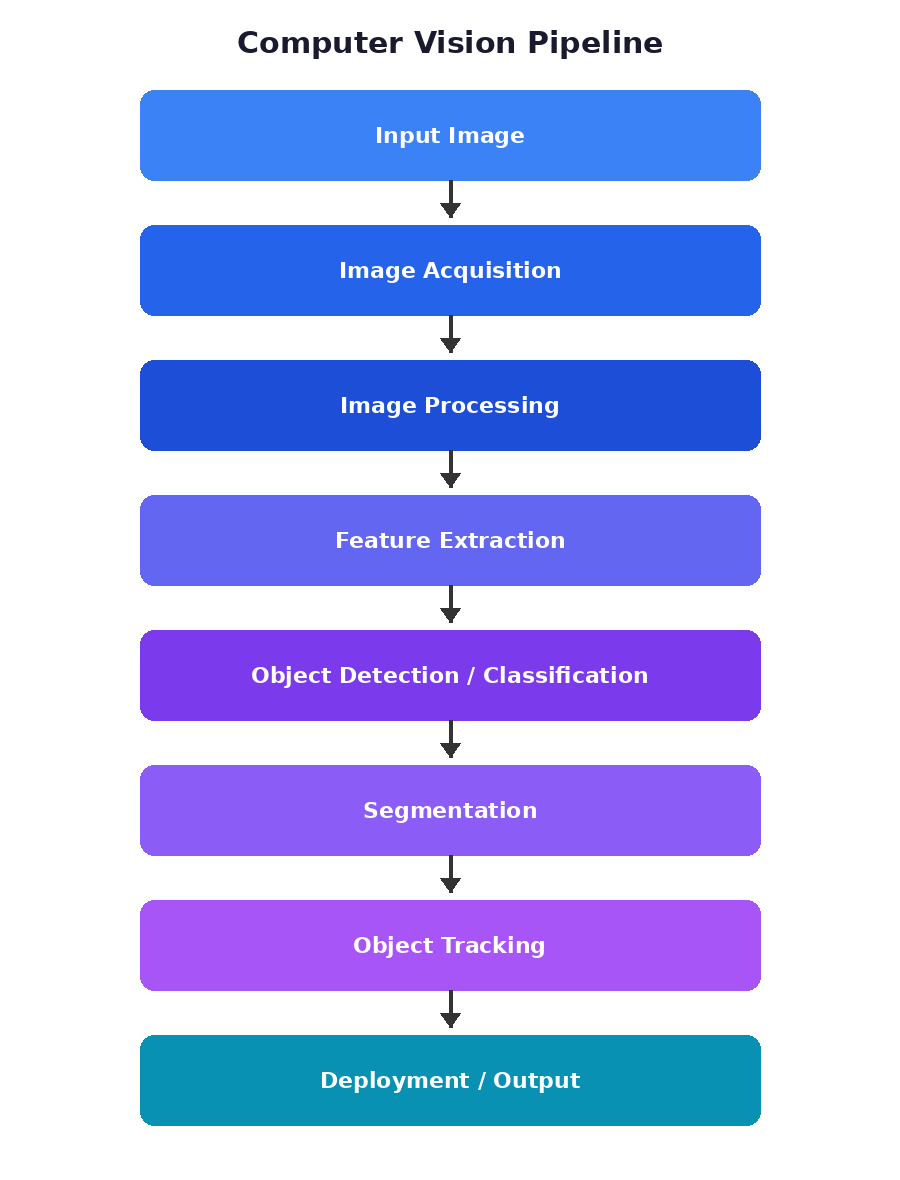 Computer Vision Pipeline
Input Image
Image Acquisition
Image Processing
Feature Extraction
Object Detection / Classification
Segmentation
Object Tracking
Deployment / Output